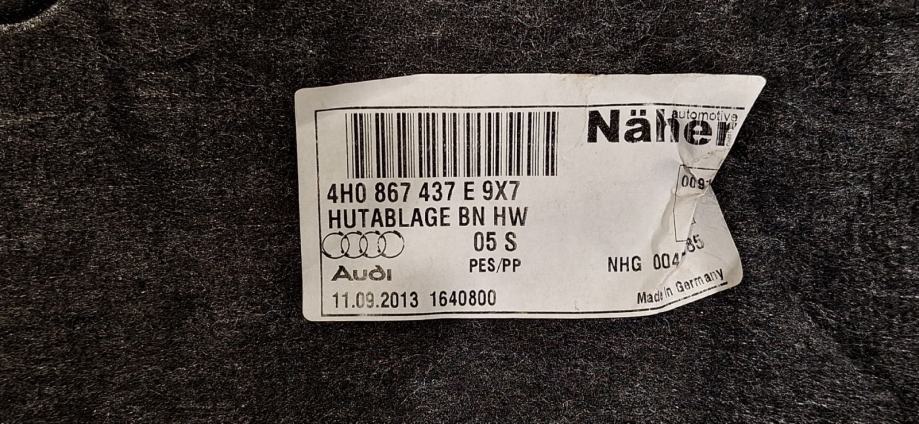 automotive
Näher
4H0 867 437 E 9X7
HUTABLAGE BN HW
05 S
Audi
PES/PP
NHG
11.09.2013 1640800
Made in Germany